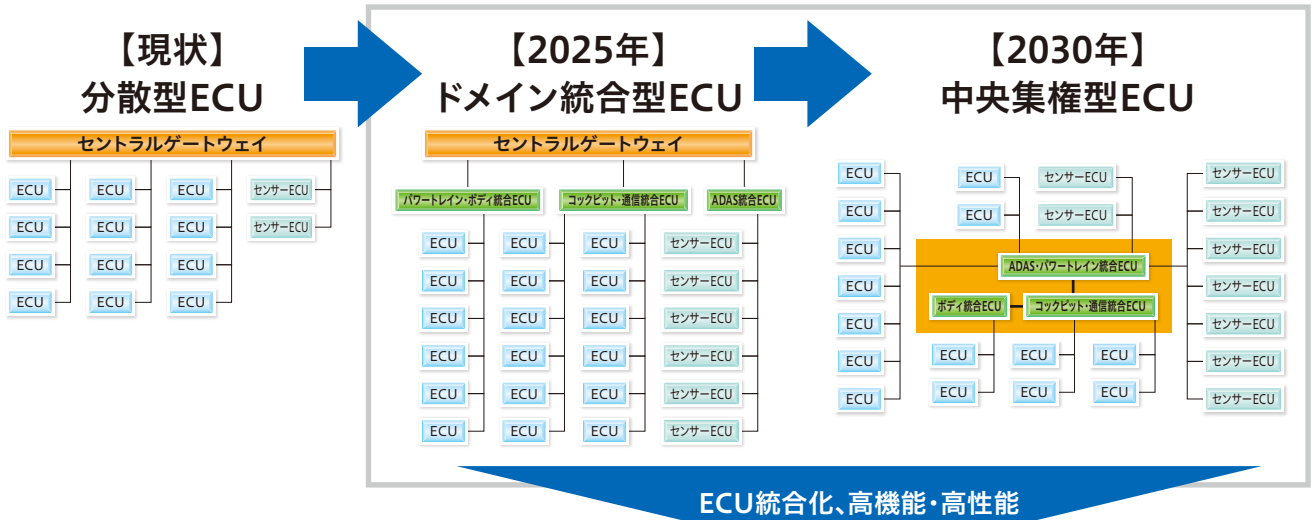 【現状】
分散型ECU
セントラルゲートウェイ
ECU
ECU
ECU
センサーECU
ECU
ECU
ECU
センサーECU
ECU
ECU
ECU
ECU
ECU
ECU
【2025年】
ドメイン統合型ECU
セントラルゲートウェイ
パワートレイン・ボディ統合ECU
コックピット・通信統合ECU
ADAS統合ECU
ECU
ECU
ECU
センサーECU
ECU
ECU
ECU
センサーECU
ECU
ECU
ECU
センサーECU
ECU
ECU
ECU
センサーECU
ECU
ECU
ECU
センサーECU
ECU
ECU
ECU
センサーECU
【2030年】
中央集権型ECU
ECU
ECU
ECU
ECU
ECU
ECU
ECU
ECU
センサーECU
ECU
センサーECU
ADAS・パワートレイン統合ECU
ボディ統合ECU
コックピット・通信統合ECU
ECU
ECU
ECU
ECU
ECU
ECU
センサーECU
センサーECU
センサーECU
センサーECU
センサーECU
センサーECU
センサーECU
ECU統合化、高機能・高性能